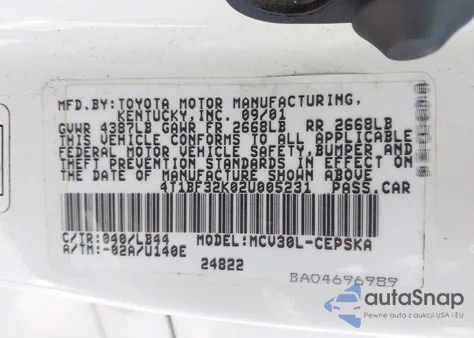 MFD.BY:TOYOTA MOTOR MANUFACTURING,
KENTUCKY,INC. 09/01
GVWR 4387LB GAWR FR 2668LB RR 2668LB
THIS VEHICLE CONFORMS TO ALL APPLICABLE
FEDERAL MOTOR VEHICLE SAFETY,BUMPER AND
THEFT PREVENTION STANDARDS IN EFFECT ON
THE DATE OF MANUFACTURE SHOWN ABOVE
4T1BF32K02U005231 PASS.CAR
C/TR:040/LB44 MODEL:MCV30L-CEPSKA
A/TM:-02A/U140E
24822
BA04696989
autoSnap
Pewne auta z aukcji USA i EU